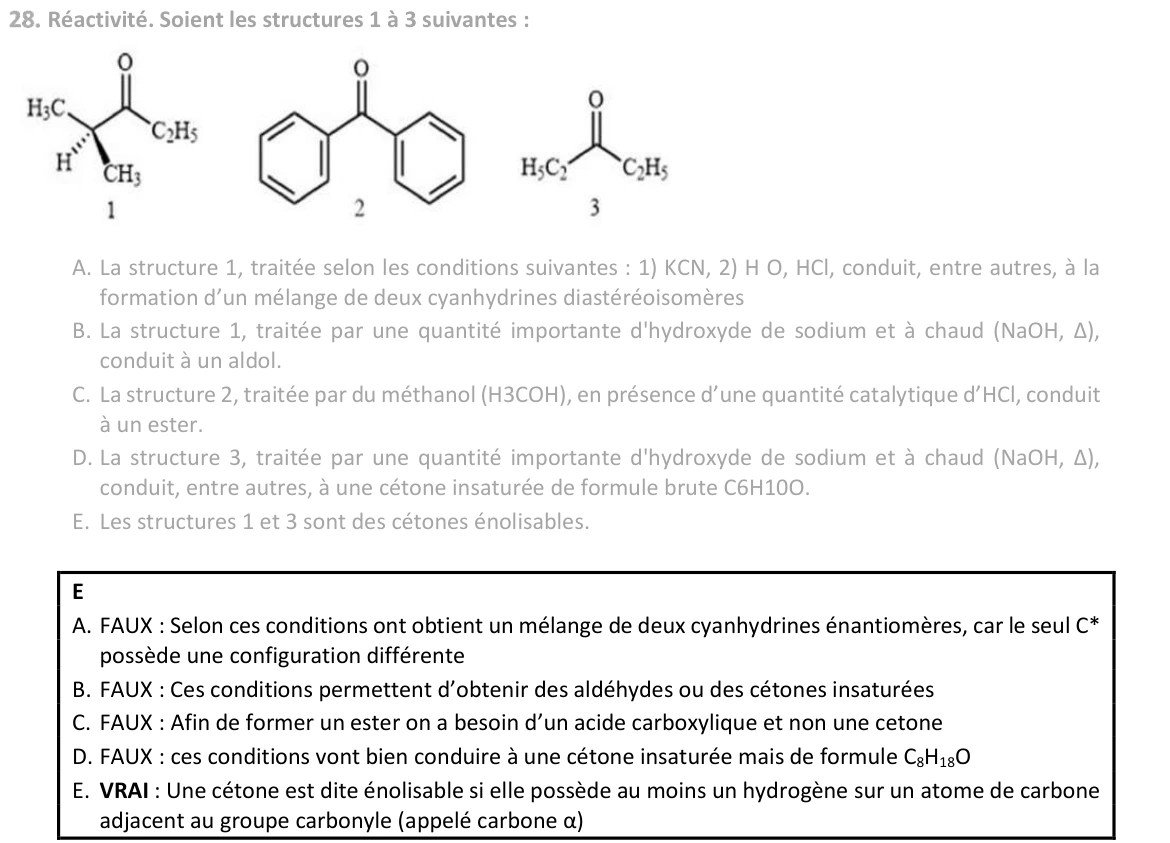 28. Réactivité. Soient les structures 1 à 3 suivantes :
O
H₃C
C₂H₅
H
CH₃
1
O
2
O
H₅C₂
C₂H₅
3
A. La structure 1, traitée selon les conditions suivantes : 1) KCN, 2) H O, HCl, conduit, entre autres, à la
formation d’un mélange de deux cyanhydrines diastéréoisomères
B. La structure 1, traitée par une quantité importante d'hydroxyde de sodium et à chaud (NaOH, Δ),
conduit à un aldol.
C. La structure 2, traitée par du méthanol (H3COH), en présence d’une quantité catalytique d’HCl, conduit
à un ester.
D. La structure 3, traitée par une quantité importante d'hydroxyde de sodium et à chaud (NaOH, Δ),
conduit, entre autres, à une cétone insaturée de formule brute C6H10O.
E. Les structures 1 et 3 sont des cétones énolisables.
E
A. FAUX : Selon ces conditions ont obtient un mélange de deux cyanhydrines énantiomères, car le seul C*
possède une configuration différente
B. FAUX : Ces conditions permettent d’obtenir des aldéhydes ou des cétones insaturées
C. FAUX : Afin de former un ester on a besoin d’un acide carboxylique et non une cetone
D. FAUX : ces conditions vont bien conduire à une cétone insaturée mais de formule C₈H₁₈O
E. VRAI : Une cétone est dite énolisable si elle possède au moins un hydrogène sur un atome de carbone
adjacent au groupe carbonyle (appelé carbone α)